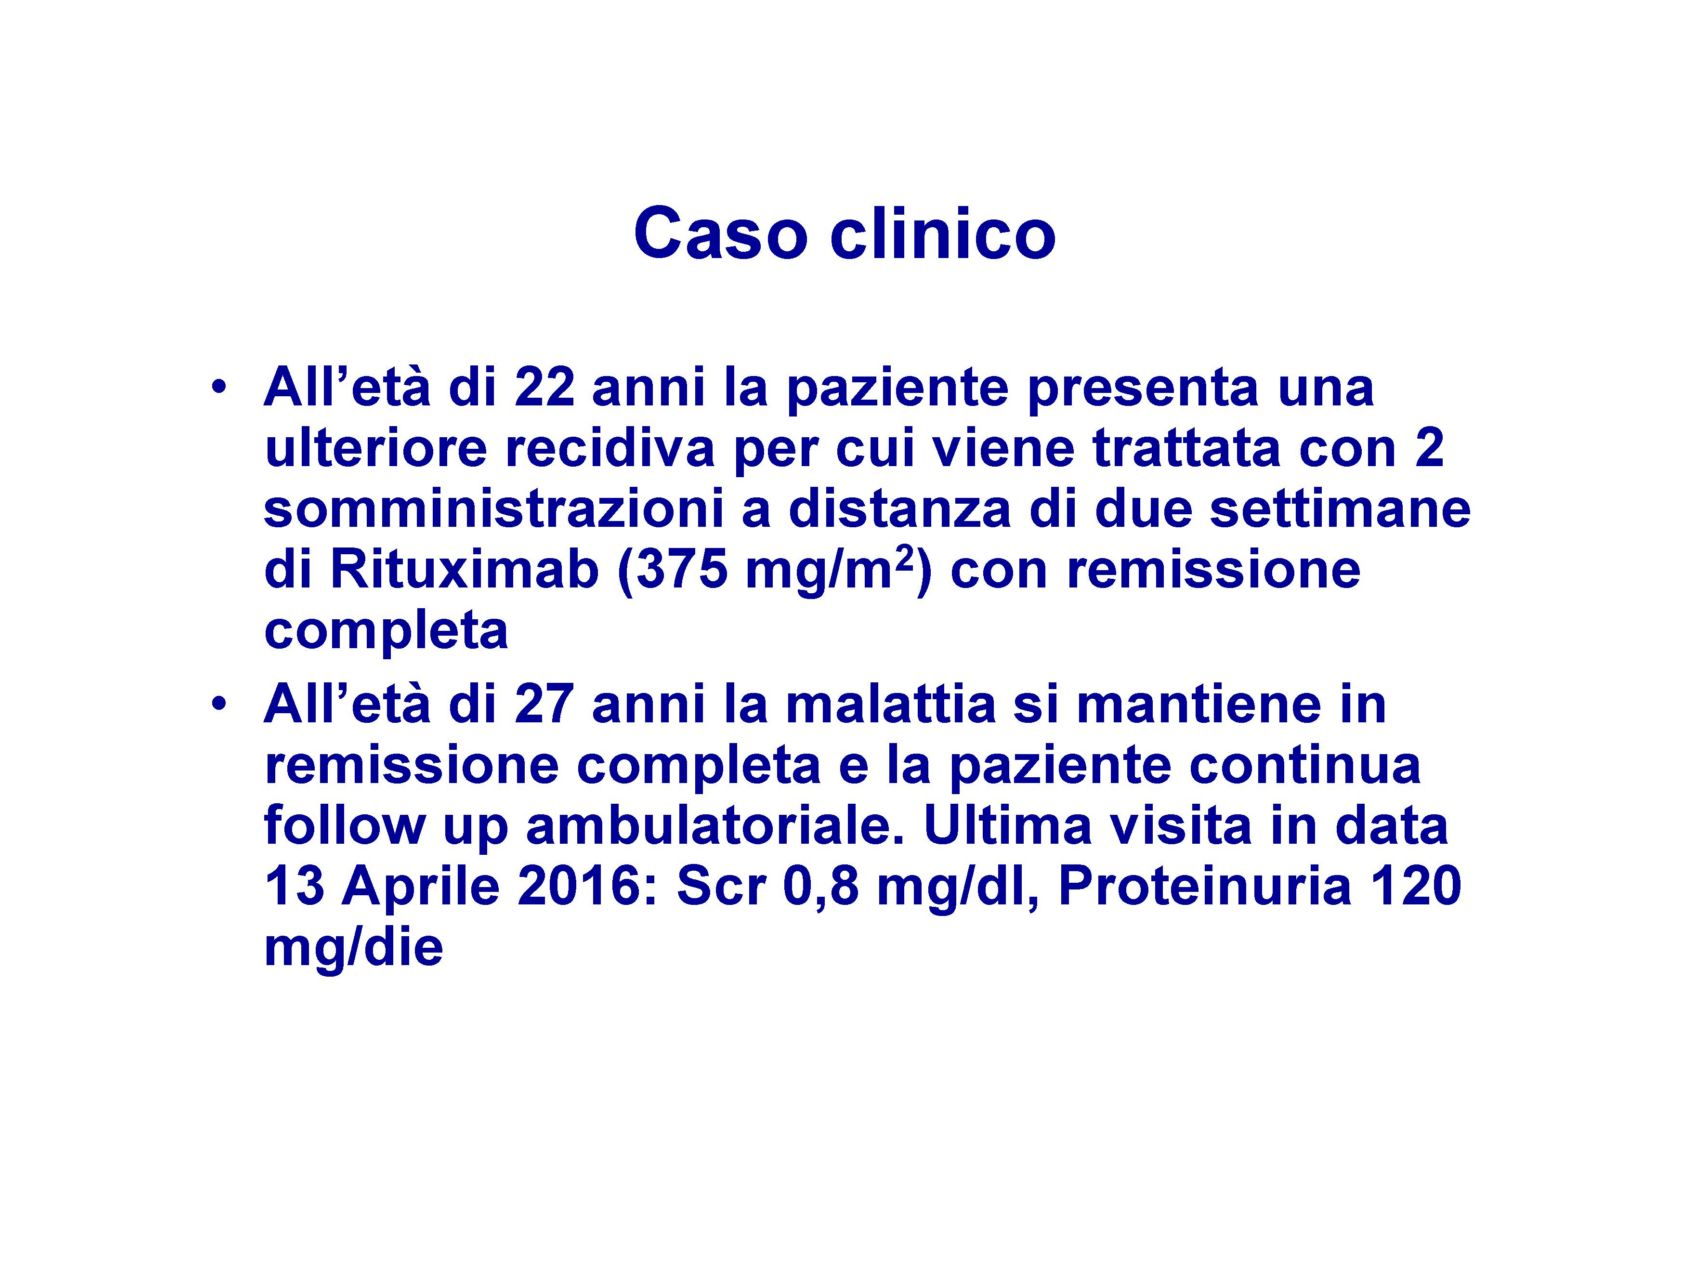 Caso clinico
• All’età di 22 anni la paziente presenta una
ulteriore recidiva per cui viene trattata con 2
somministrazioni a distanza di due settimane
di Rituximab (375 mg/m²) con remissione
completa
• All’età di 27 anni la malattia si mantiene in
remissione completa e la paziente continua
follow up ambulatoriale. Ultima visita in data
13 Aprile 2016: Scr 0,8 mg/dl, Proteinuria 120
mg/die